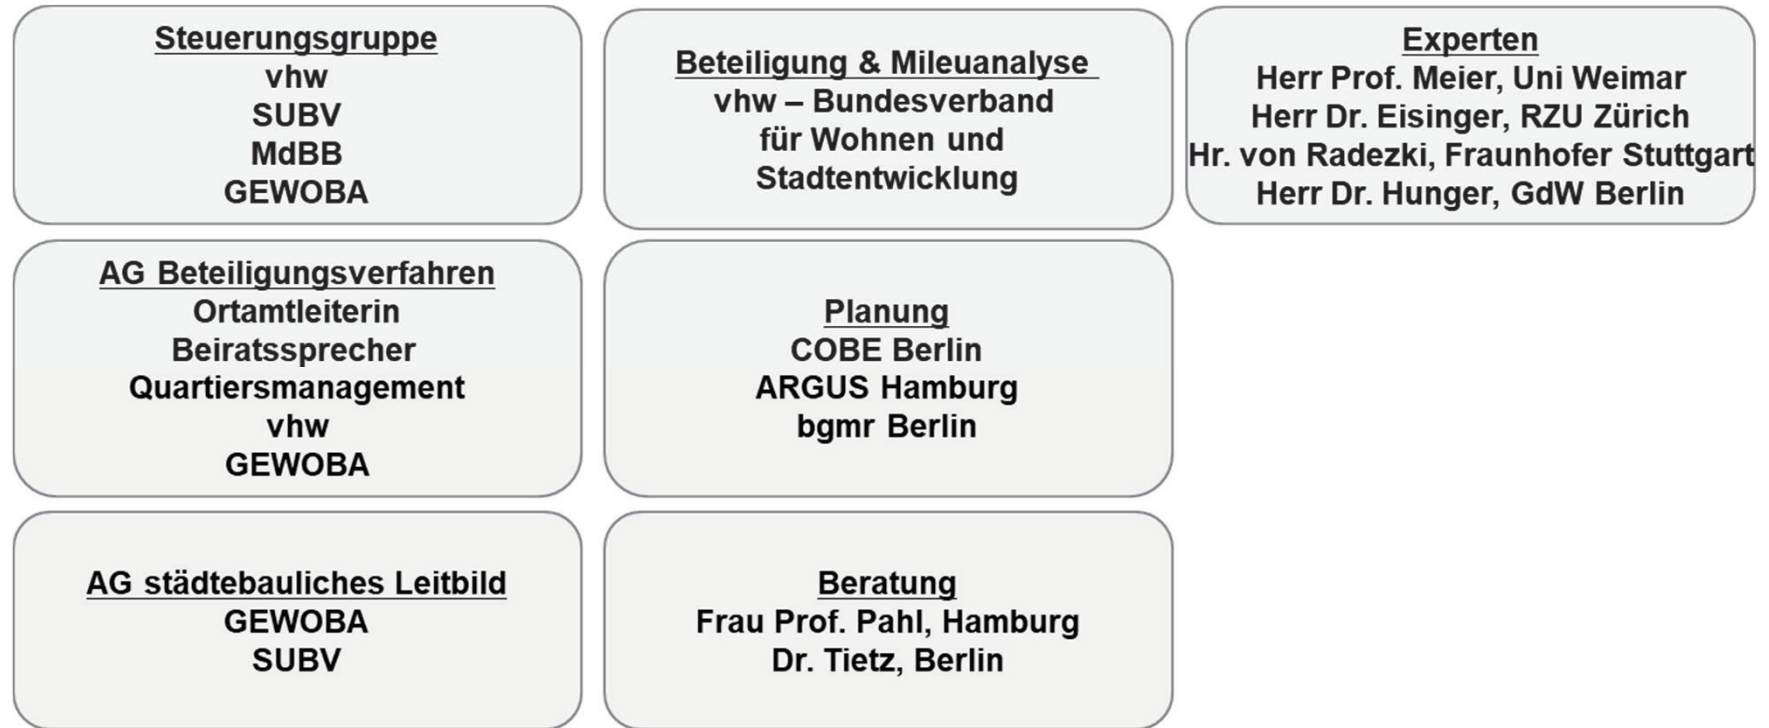 Steuerungsgruppe
vhw
SUBV
MdBB
GEWOBA
Beteiligung & Mileuanalyse
vhw – Bundesverband
für Wohnen und
Stadtentwicklung
Experten
Herr Prof. Meier, Uni Weimar
Herr Dr. Eisinger, RZU Zürich
Hr. von Radezki, Fraunhofer Stuttgart
Herr Dr. Hunger, GdW Berlin
AG Beteiligungsverfahren
Ortamtleiterin
Beiratssprecher
Quartiersmanagement
vhw
GEWOBA
Planung
COBE Berlin
ARGUS Hamburg
bgmr Berlin
AG städtebauliches Leitbild
GEWOBA
SUBV
Beratung
Frau Prof. Pahl, Hamburg
Dr. Tietz, Berlin